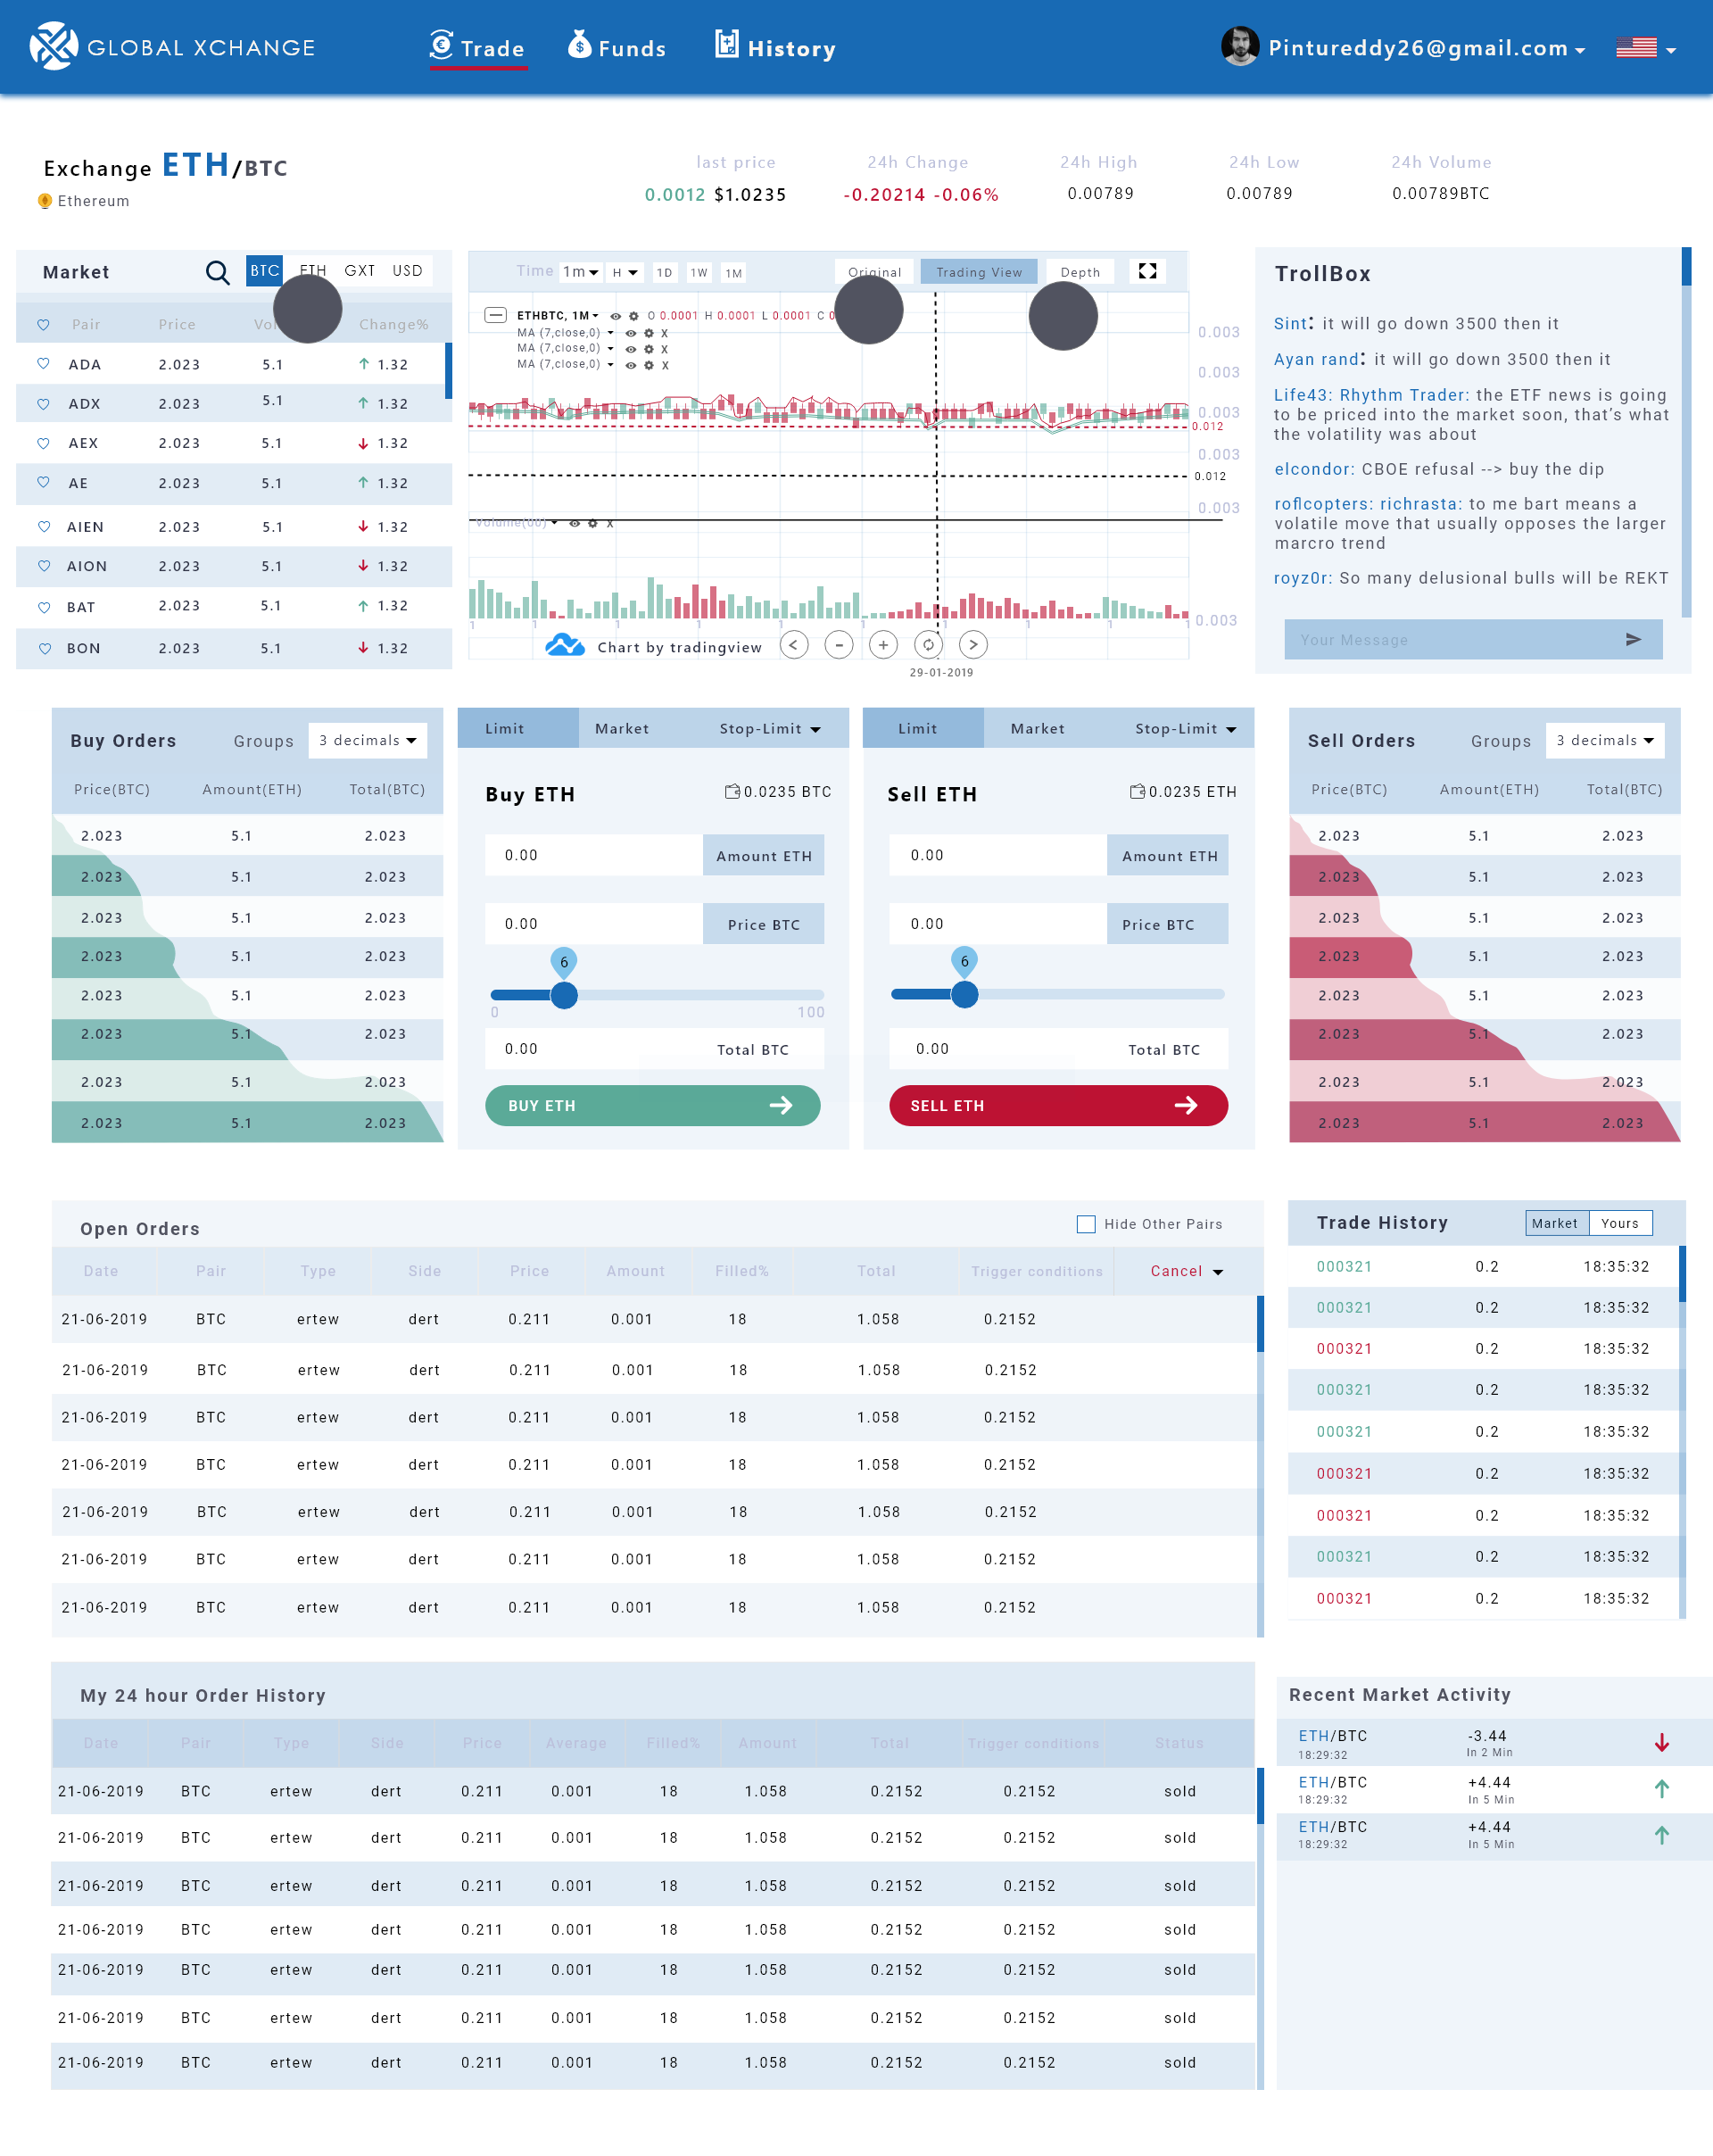 GLOBAL XCHANGE
Trade
Funds
History
Pintureddy26@gmail.com
Exchange ETH/BTC
Ethereum
last price
24h Change
24h High
24h Low
24h Volume
0.0012 $1.0235
-0.20214 -0.06%
0.00789
0.00789
0.00789BTC
Market
BTC ETH GXT USD
Pair Price Change%
ADA 2.023 5.1 1.32
ADX 2.023 5.1 1.32
AEX 2.023 5.1 1.32
AE 2.023 5.1 1.32
AIEN 2.023 5.1 1.32
AION 2.023 5.1 1.32
BAT 2.023 5.1 1.32
BON 2.023 5.1 1.32
Time 1m H 1D 1W 1M
Original Trading View Depth
ETHBTC, 1M O 0.0001 H 0.0001 L 0.0001 C
MA (7,close,0) X
MA (7,close,0) X
MA (7,close,0) X
0.003
0.003
0.003
0.012
0.003
0.012
0.003
Volume(60) X
0.003
1 1 1 1 1 1 1 1 1
Chart by tradingview
29-01-2019
TrollBox
Sint: it will go down 3500 then it
Ayan rand: it will go down 3500 then it
Life43: Rhythm Trader: the ETF news is going
to be priced into the market soon, that's what
the volatility was about
elcondor: CBOE refusal --> buy the dip
roflcopters: richrasta: to me bart means a
volatile move that usually opposes the larger
marcro trend
royz0r: So many delusional bulls will be REKT
Your Message
Buy Orders Groups 3 decimals
Price(BTC) Amount(ETH) Total(BTC)
2.023 5.1 2.023
2.023 5.1 2.023
2.023 5.1 2.023
2.023 5.1 2.023
2.023 5.1 2.023
2.023 5.1 2.023
2.023 5.1 2.023
2.023 5.1 2.023
Limit Market Stop-Limit
Buy ETH 0.0235 BTC
0.00 Amount ETH
0.00 Price BTC
6
0 100
0.00 Total BTC
BUY ETH
Limit Market Stop-Limit
Sell ETH 0.0235 ETH
0.00 Amount ETH
0.00 Price BTC
6
0.00 Total BTC
SELL ETH
Sell Orders Groups 3 decimals
Price(BTC) Amount(ETH) Total(BTC)
2.023 5.1 2.023
2.023 5.1 2.023
2.023 5.1 2.023
2.023 5.1 2.023
2.023 5.1 2.023
2.023 5.1 2.023
2.023 5.1 2.023
2.023 5.1 2.023
Open Orders Hide Other Pairs
Date Pair Type Side Price Amount Filled% Total Trigger conditions Cancel
21-06-2019 BTC ertew dert 0.211 0.001 18 1.058 0.2152
21-06-2019 BTC ertew dert 0.211 0.001 18 1.058 0.2152
21-06-2019 BTC ertew dert 0.211 0.001 18 1.058 0.2152
21-06-2019 BTC ertew dert 0.211 0.001 18 1.058 0.2152
21-06-2019 BTC ertew dert 0.211 0.001 18 1.058 0.2152
21-06-2019 BTC ertew dert 0.211 0.001 18 1.058 0.2152
21-06-2019 BTC ertew dert 0.211 0.001 18 1.058 0.2152
Trade History Market Yours
000321 0.2 18:35:32
000321 0.2 18:35:32
000321 0.2 18:35:32
000321 0.2 18:35:32
000321 0.2 18:35:32
000321 0.2 18:35:32
000321 0.2 18:35:32
000321 0.2 18:35:32
000321 0.2 18:35:32
My 24 hour Order History
Date Pair Type Side Price Average Filled% Amount Total Trigger conditions Status
21-06-2019 BTC ertew dert 0.211 0.001 18 1.058 0.2152 0.2152 sold
21-06-2019 BTC ertew dert 0.211 0.001 18 1.058 0.2152 0.2152 sold
21-06-2019 BTC ertew dert 0.211 0.001 18 1.058 0.2152 0.2152 sold
21-06-2019 BTC ertew dert 0.211 0.001 18 1.058 0.2152 0.2152 sold
21-06-2019 BTC ertew dert 0.211 0.001 18 1.058 0.2152 0.2152 sold
21-06-2019 BTC ertew dert 0.211 0.001 18 1.058 0.2152 0.2152 sold
21-06-2019 BTC ertew dert 0.211 0.001 18 1.058 0.2152 0.2152 sold
Recent Market Activity
ETH/BTC -3.44
18:29:32 In 2 Min
ETH/BTC +4.44
18:29:32 In 5 Min
ETH/BTC +4.44
18:29:32 In 5 Min